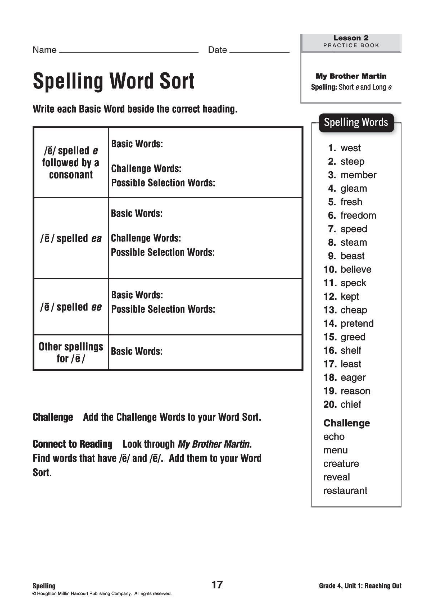 Name
Date
Lesson 2
PRACTICE BOOK
My Brother Martin
Spelling: Short e and Long e
Spelling Word Sort
Write each Basic Word beside the correct heading.
/ĕ/ spelled e
followed by a
consonant
Basic Words:
Challenge Words:
Possible Selection Words:
/ē/ spelled ea
Basic Words:
Challenge Words:
Possible Selection Words:
/ē/ spelled ee
Basic Words:
Possible Selection Words:
Other spellings
for /ē/
Basic Words:
Challenge Add the Challenge Words to your Word Sort.
Connect to Reading Look through My Brother Martin.
Find words that have /ĕ/ and /ē/. Add them to your Word
Sort.
Spelling Words
1. west
2. steep
3. member
4. gleam
5. fresh
6. freedom
7. speed
8. steam
9. beast
10. believe
11. speck
12. kept
13. cheap
14. pretend
15. greed
16. shelf
17. least
18. eager
19. reason
20. chief
Challenge
echo
menu
creature
reveal
restaurant
Spelling
© Houghton Mifflin Harcourt Publishing Company. All rights reserved.
17
Grade 4, Unit 1: Reaching Out